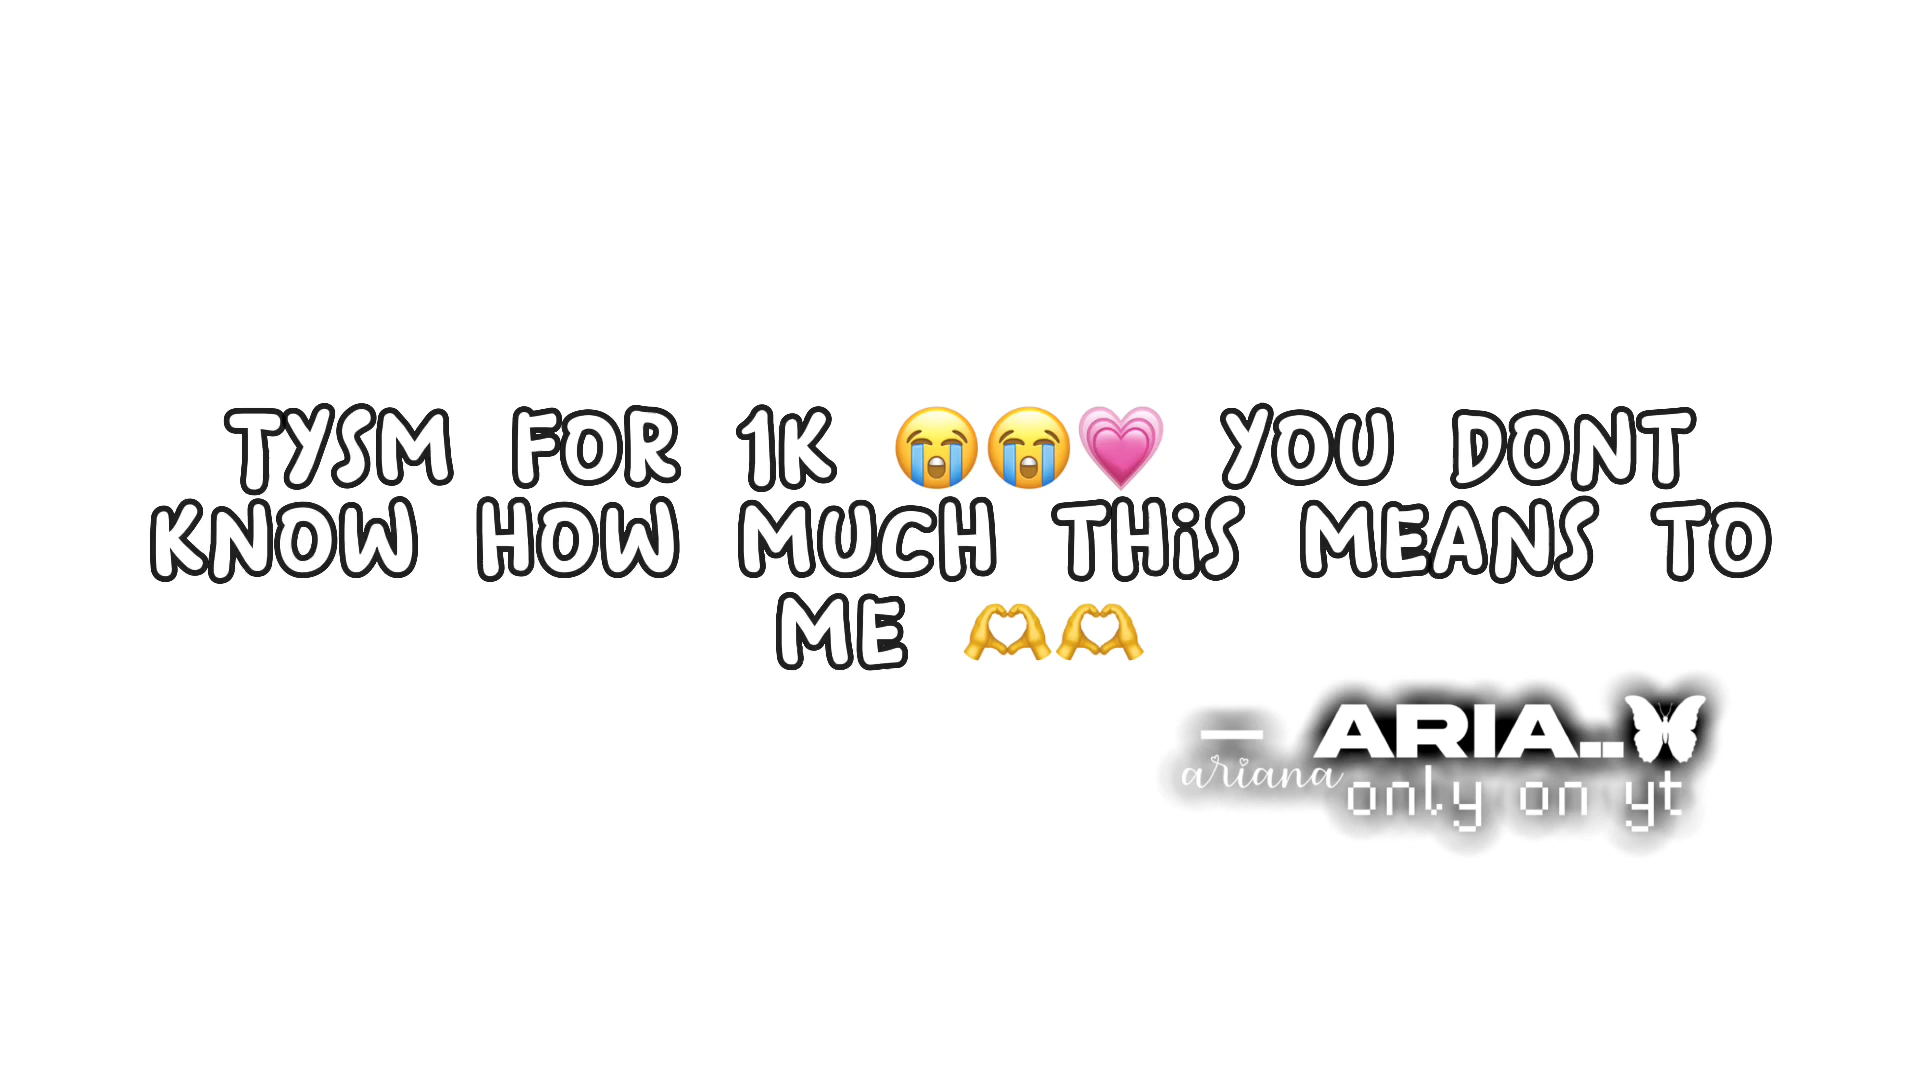 TYSM FOR 1K 😭😭💗 YOU DONT
KNOW HOW MUCH THiS MEANS TO
ME 🫶🫶
— ARIA..🦋
ariana
only on yt